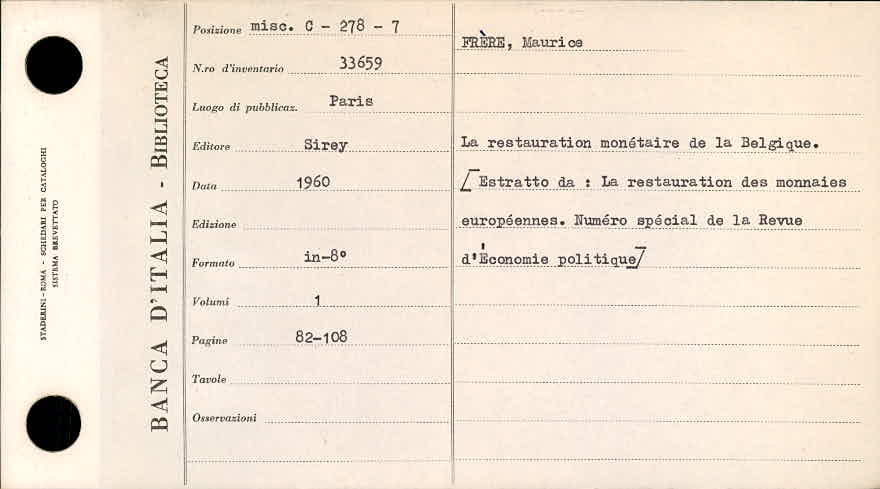 STADERINI - ROMA - SCHEDARI PER CATALOGHI
SISTEMA BREVETTATO
BANCA D'ITALIA - BIBLIOTECA
Posizione misc. C - 278 - 7
N.ro d'inventario 33659
Luogo di pubblicaz. Paris
Editore Sirey
Data 1960
Edizione
Formato in-8°
Volumi 1
Pagine 82-108
Tavole
Osservazioni
FRÈRE, Maurice
La restauration monétaire de la Belgique.
[Estratto da : La restauration des monnaies
européennes. Numéro spécial de la Revue
d'Économie politique]